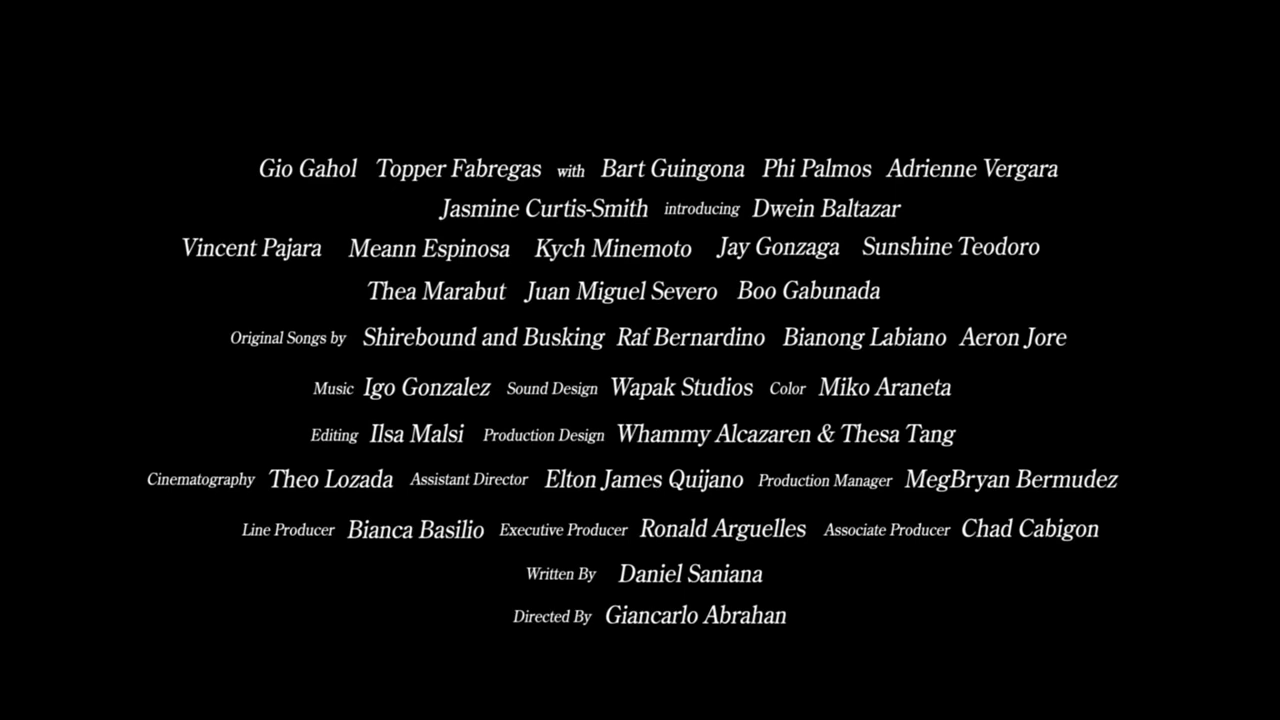 Gio Gahol Topper Fabregas with Bart Guingona Phi Palmos Adrienne Vergara
Jasmine Curtis-Smith introducing Dwein Baltazar
Vincent Pajara Meann Espinosa Kych Minemoto Jay Gonzaga Sunshine Teodoro
Thea Marabut Juan Miguel Severo Boo Gabunada
Original Songs by Shirebound and Busking Raf Bernardino Bianong Labiano Aeron Jore
Music Igo Gonzalez Sound Design Wapak Studios Color Miko Araneta
Editing Ilsa Malsi Production Design Whammy Alcazaren & Thesa Tang
Cinematography Theo Lozada Assistant Director Elton James Quijano Production Manager MegBryan Bermudez
Line Producer Bianca Basilio Executive Producer Ronald Arguelles Associate Producer Chad Cabigon
Written By Daniel Saniana
Directed By Giancarlo Abrahan